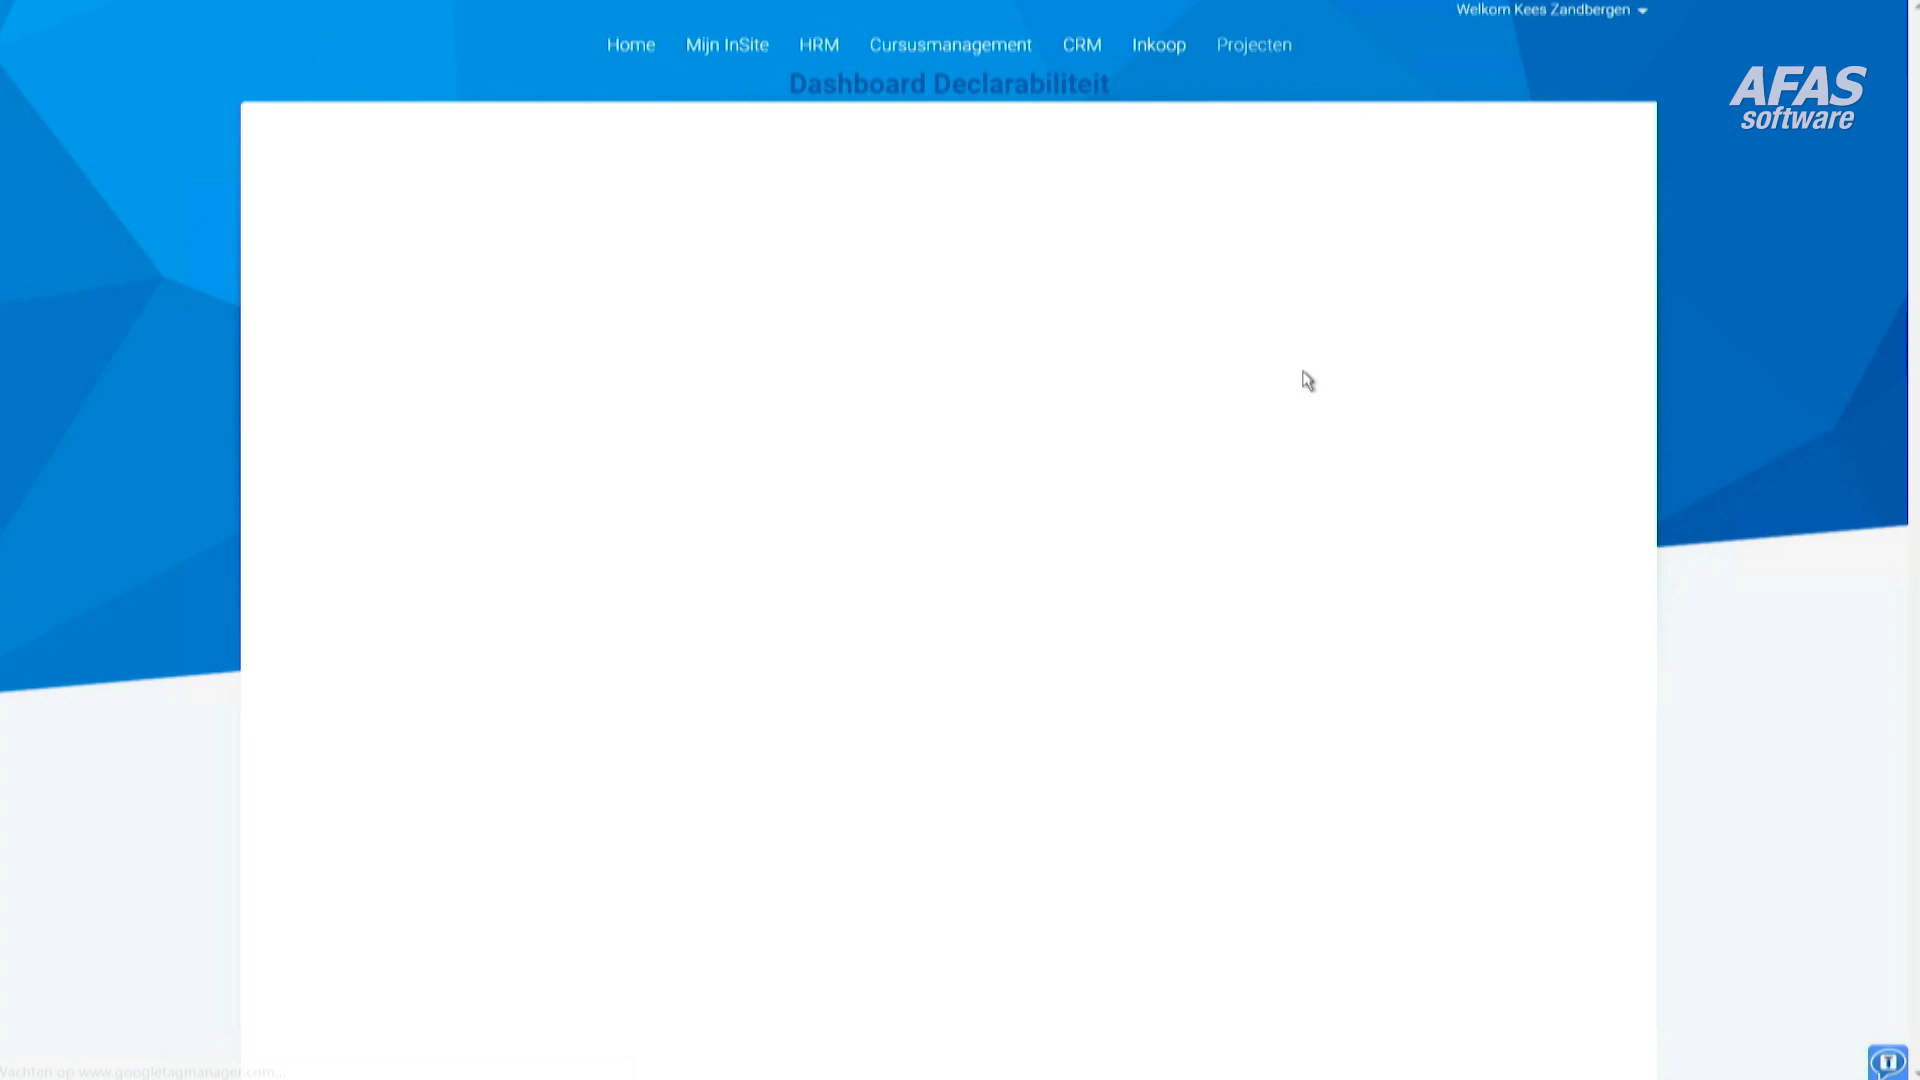 Welkom Kees Zandbergen
Home Mijn InSite HRM Cursusmanagement CRM Inkoop Projecten
Dashboard Declarabiliteit
AFAS
software
Wachten op www.googletagmanager.com...